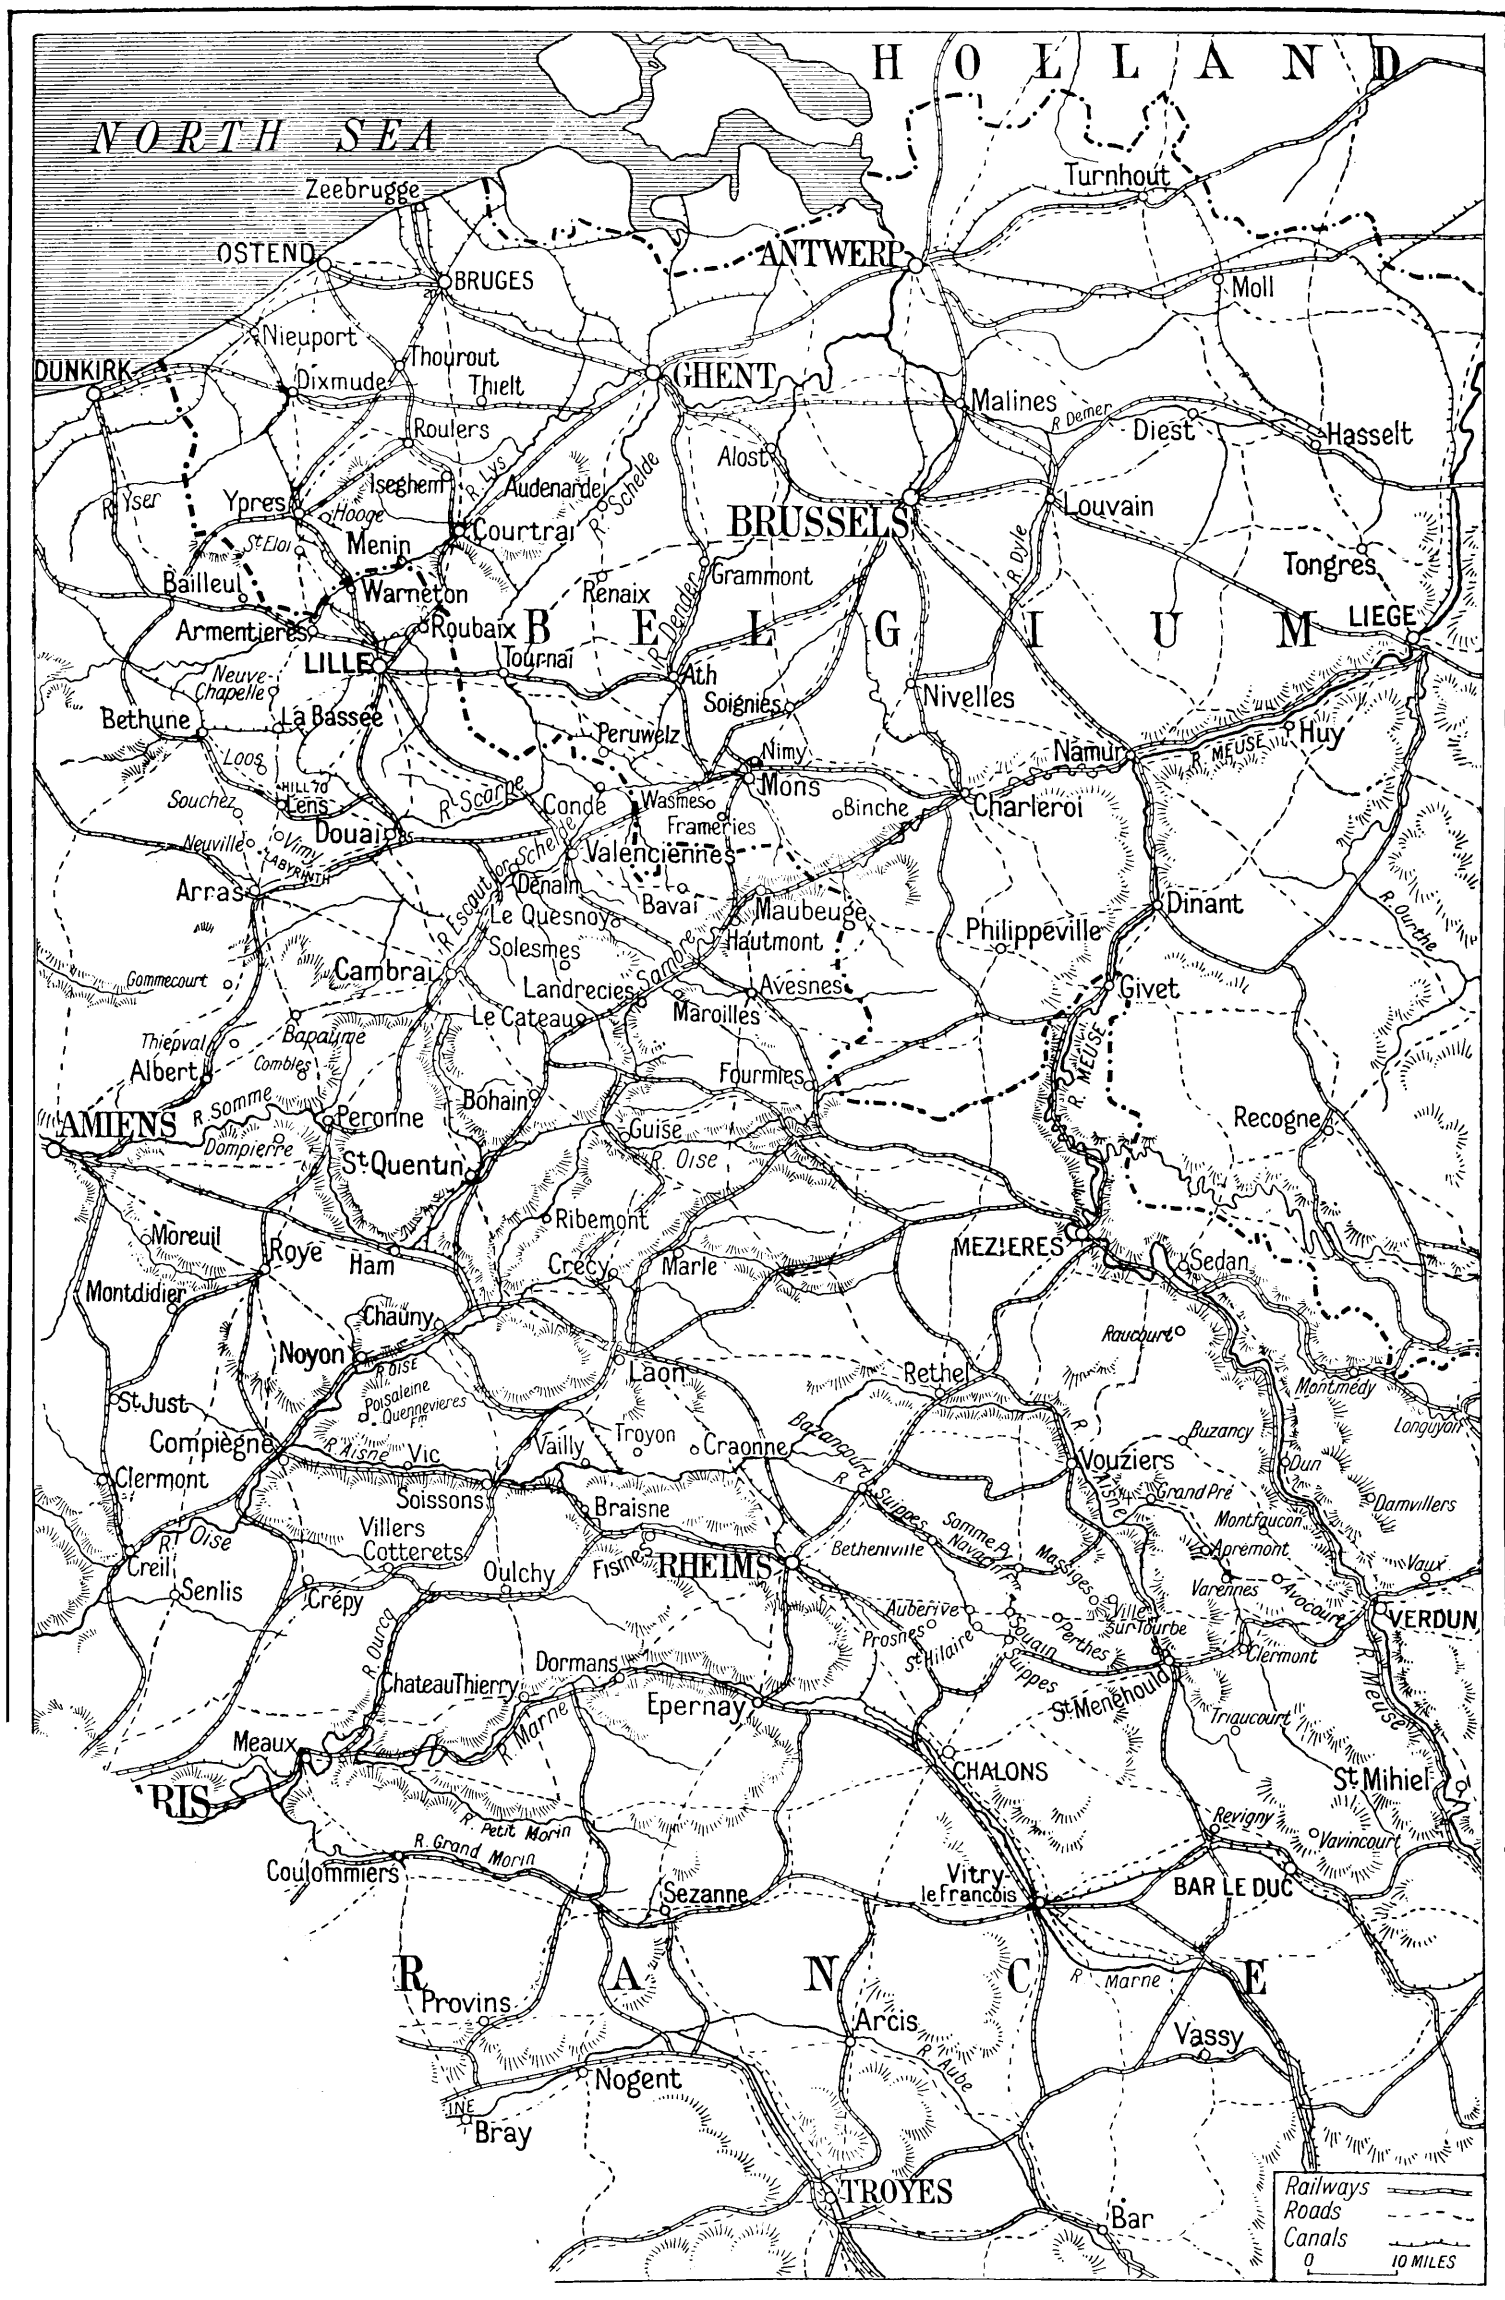 HOLLAND
NORTH SEA
Zeebrugge
Turnhout
OSTEND
ANTWERP
BRUGES
Moll
Nieuport
DUNKIRK
Thourout
Dixmude
Thielt
GHENT
Malines
R Demer
Diest
Hasselt
Roulers
Alost
R. Yser
Ypres
Hooge
Iseghem
R. Lys
Audenarde
R. Schelde
BRUSSELS
Louvain
St Eloi
Menin
Courtrai
R Dyle
Tongres
Bailleul
Warneton
Renaix
Grammont
R Dender
Armentieres
Roubaix
BELGIUM
LIEGE
LILLE
Tournai
Ath
Neuve-
Chapelle
Soignies
Nivelles
Bethune
La Bassée
Peruwelz
Nimy
Namur
R. MEUSE
Huy
Loos
HILL 70
Lens
Souchez
R. Scarpe
Condé
Wasmes
Mons
Binche
Charleroi
Frameries
Neuville
Vimy
LABYRINTH
Douai
Valenciennes
Arras
R Escaut or Schelde
Denain
Bavai
Maubeuge
Dinant
R. Ourthe
Le Quesnoy
Hautmont
Philippeville
Solesmes
Cambrai
Sambre
Gommecourt
Landrecies
Maroilles
Avesnes
Givet
Le Cateau
Thiepval
Bapaume
Combles
R. MEUSE
Albert
Bohain
Fourmies
AMIENS
R Somme
Peronne
Guise
Recogne
Dompierre
St. Quentin
R. Oise
Moreuil
Ribemont
Roye
Ham
Crécy
Marle
MEZIERES
Sedan
Montdidier
Chauny
Raucourt
Noyon
R. OISE
Laon
Rethel
Montmédy
St. Just
Poisaleine
Quennevieres
Fm
Longuyon
Compiègne
R. Aisne
Vic
Vailly
Troyon
Craonne
Bazancourt
Buzancy
Clermont
Soissons
R
Vouziers
Dun
Braisne
R
Suippes
Aisne
Grand Pré
Damvillers
Villers
Cotterets
Somme Py
Navarin
Montfaucon
R. Oise
Fismes
RHEIMS
Betheniville
Massiges
Apremont
Vaux
Creil
Oulchy
Varennes
Avocourt
Senlis
Crépy
Auberive
Ville
sur Tourbe
VERDUN
R. Ourcq
Prosnes
St Hilaire
Souain
Perthes
Clermont
Dormans
Suippes
Chateau Thierry
Epernay
St. Menéhould
R. Meuse
R. Marne
Triaucourt
Meaux
CHALONS
St. Mihiel
'RIS
R. Petit Morin
Revigny
Vavincourt
R. Grand Morin
Coulommiers
Vitry-
le Francois
BAR LE DUC
Sezanne
RANCE
R. Marne
Provins
Arcis
Vassy
R. Aube
Nogent
INE
Bray
TROYES
Bar
Railways
Roads
Canals
0 10 MILES